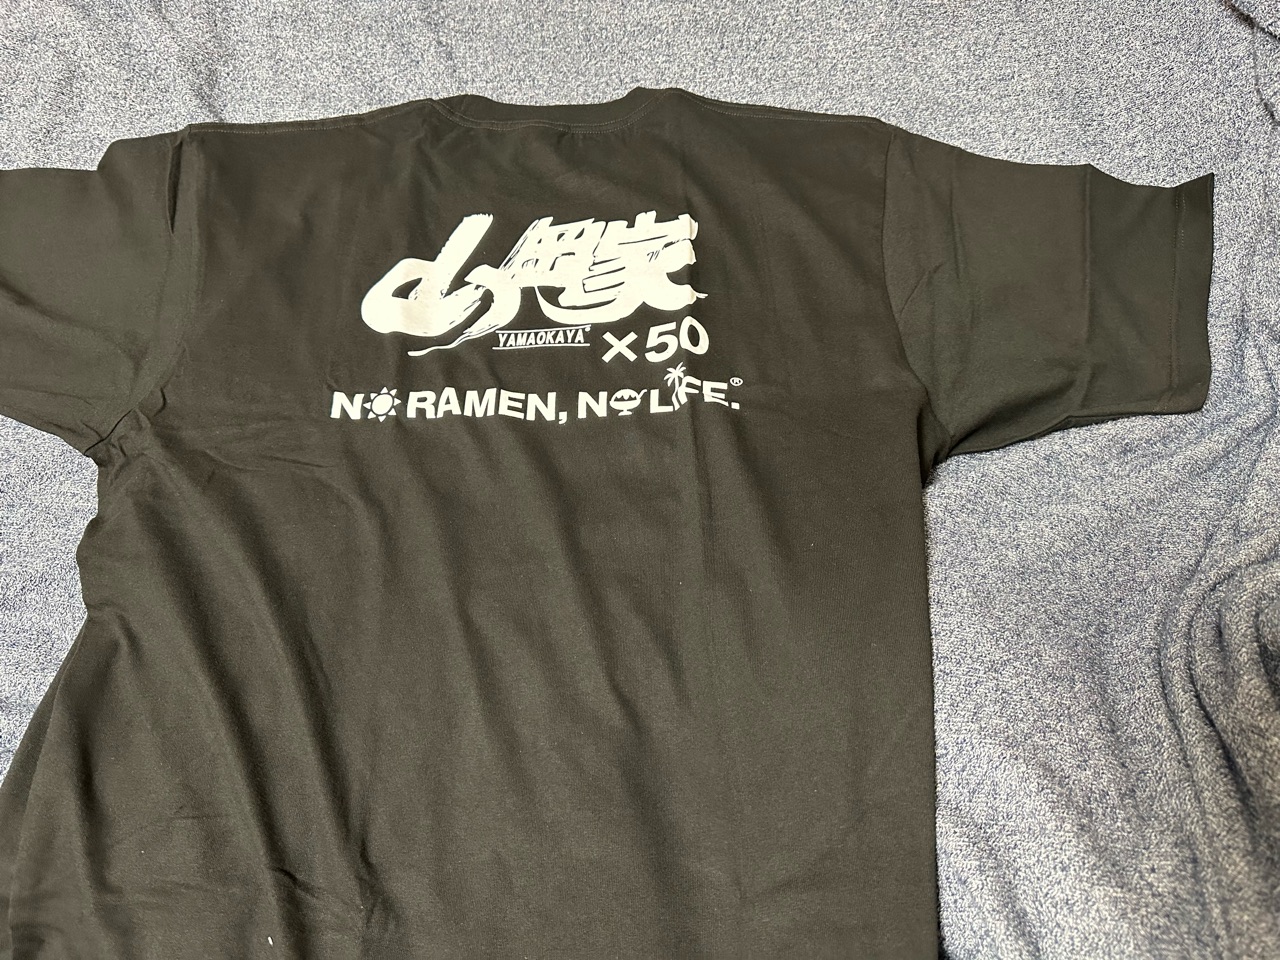 山岡家
YAMAOKAYA®
×50
NO RAMEN, NO LIFE.®